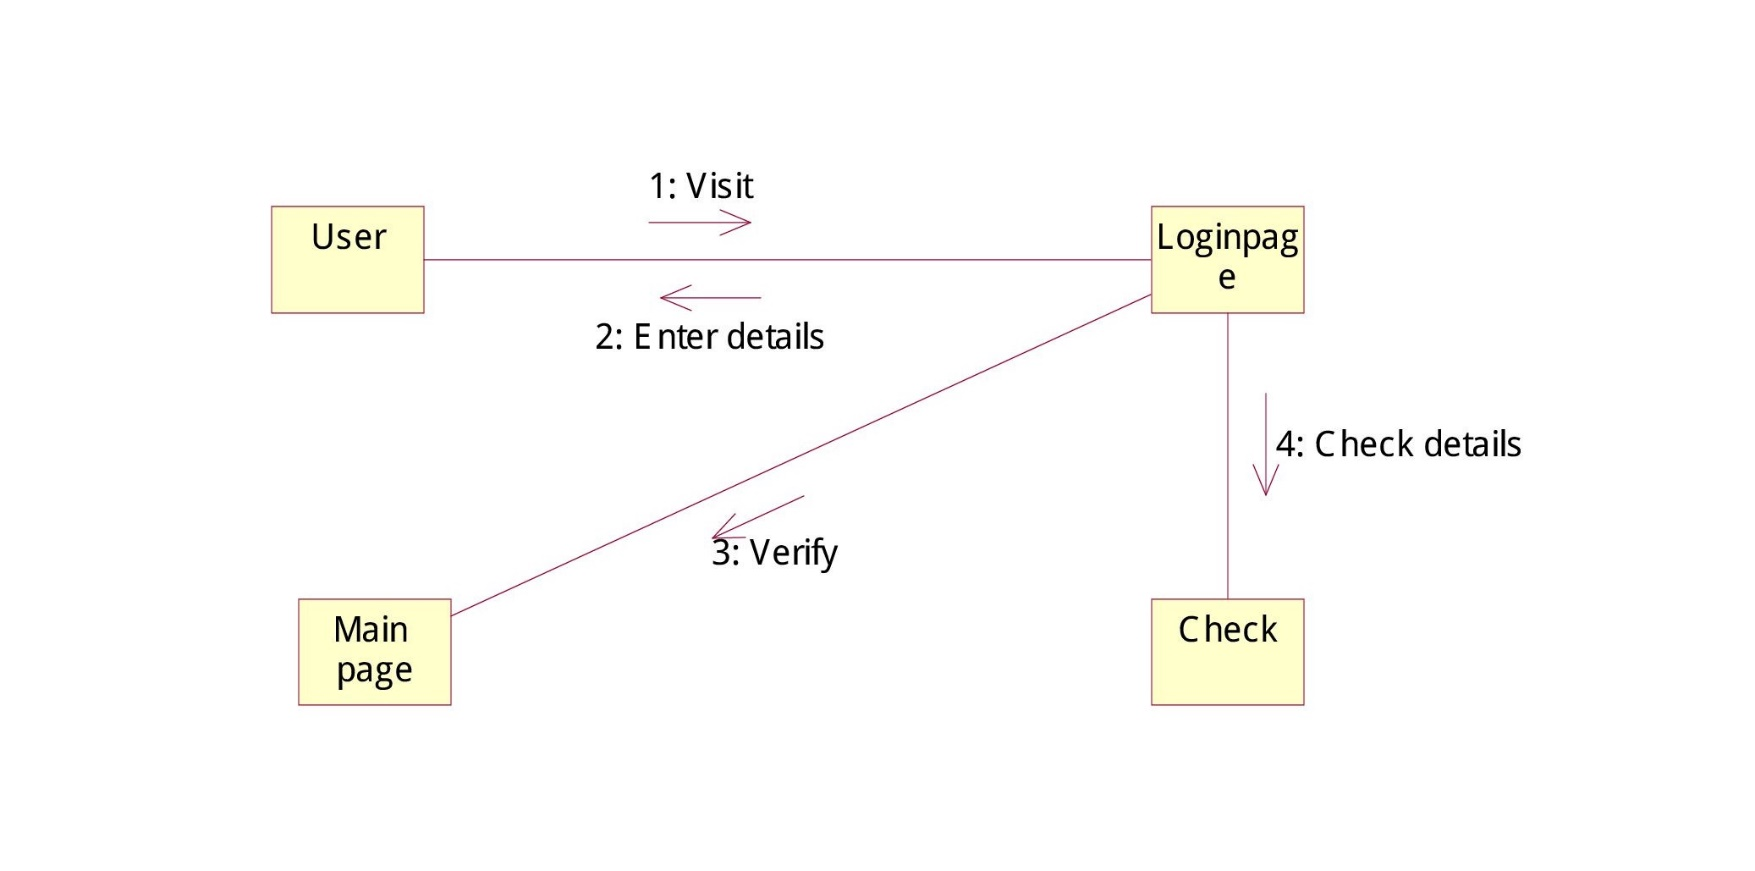 1: Visit
User
Loginpag
e
2: Enter details
4: Check details
3: Verify
Main
page
Check